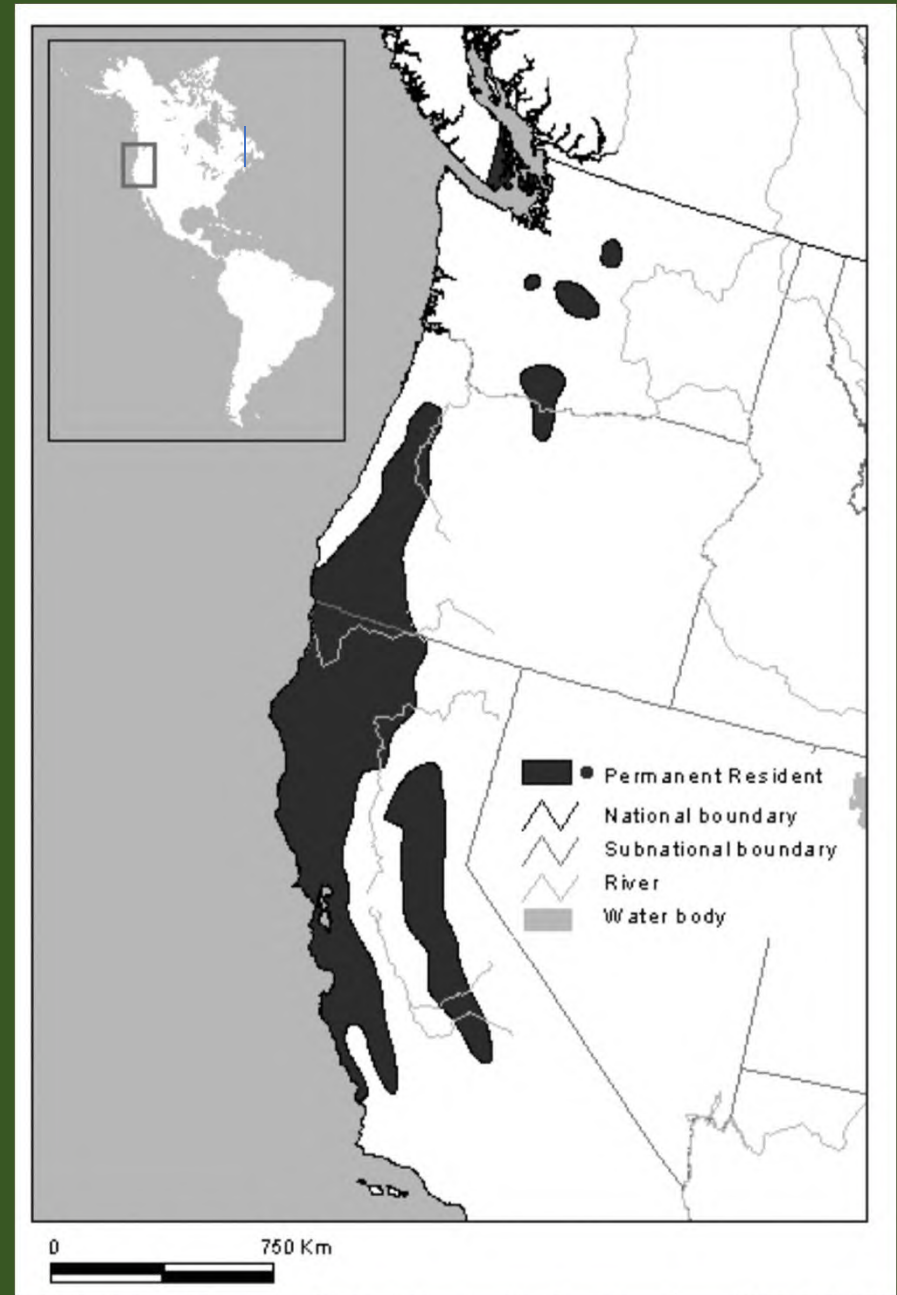 Permanent Resident
National boundary
Subnational boundary
River
Water body
0 750 Km